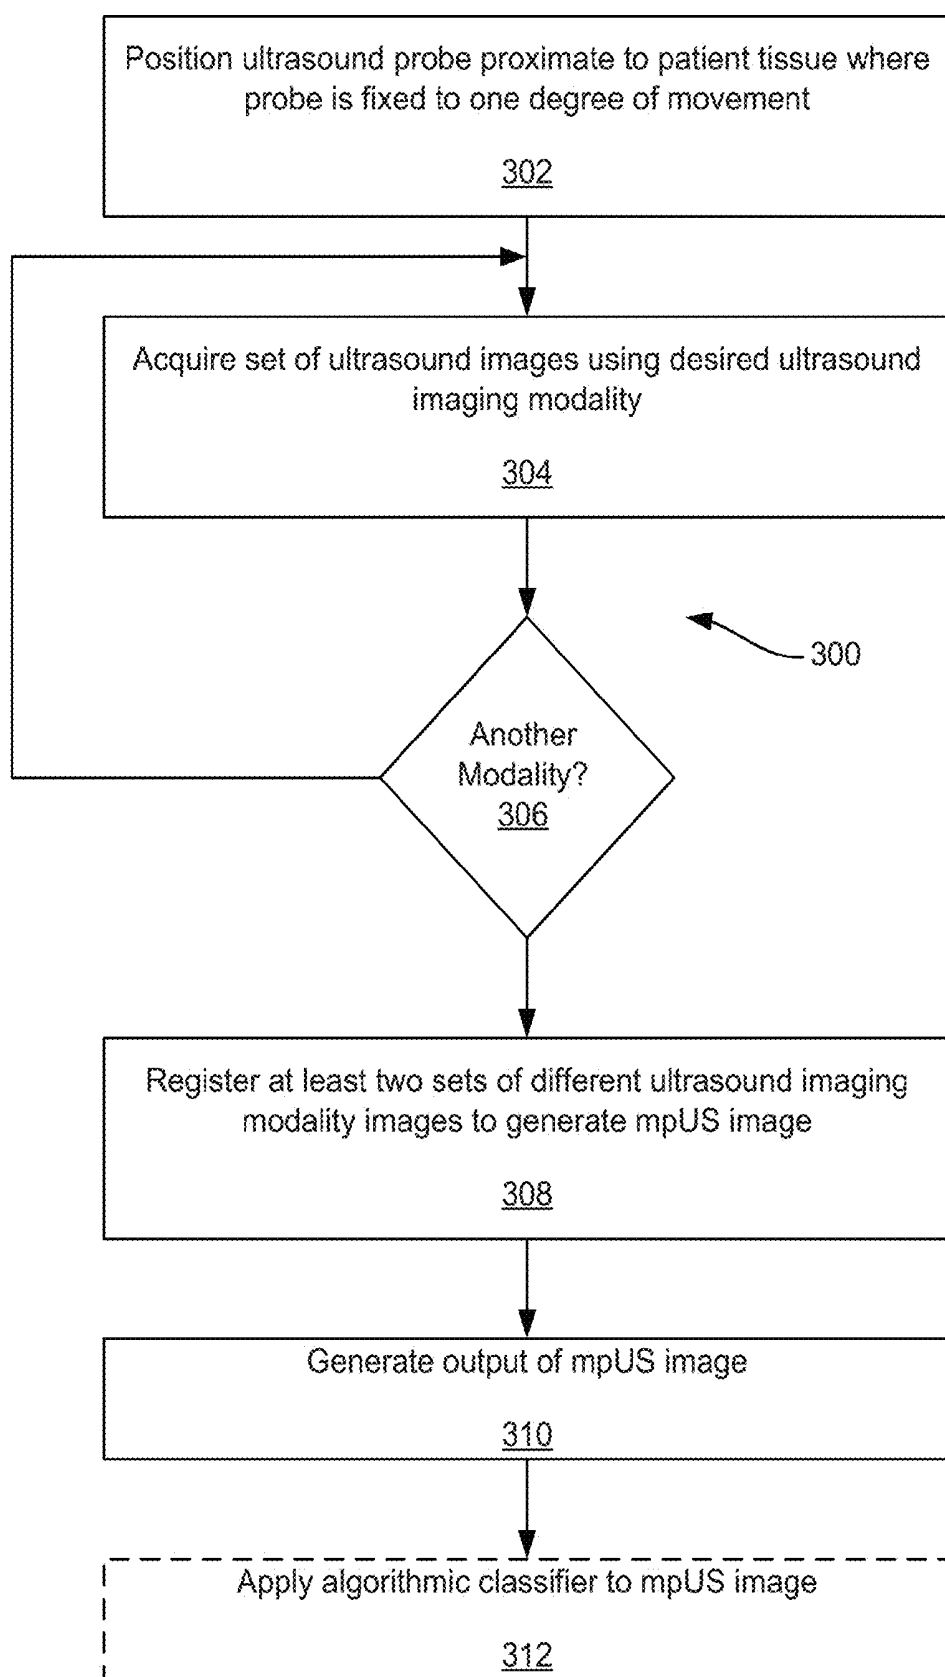 Position ultrasound probe proximate to patient tissue where
probe is fixed to one degree of movement
302
Acquire set of ultrasound images using desired ultrasound
imaging modality
304
300
Another
Modality?
306
Register at least two sets of different ultrasound imaging
modality images to generate mpUS image
308
Generate output of mpUS image
310
Apply algorithmic classifier to mpUS image
312